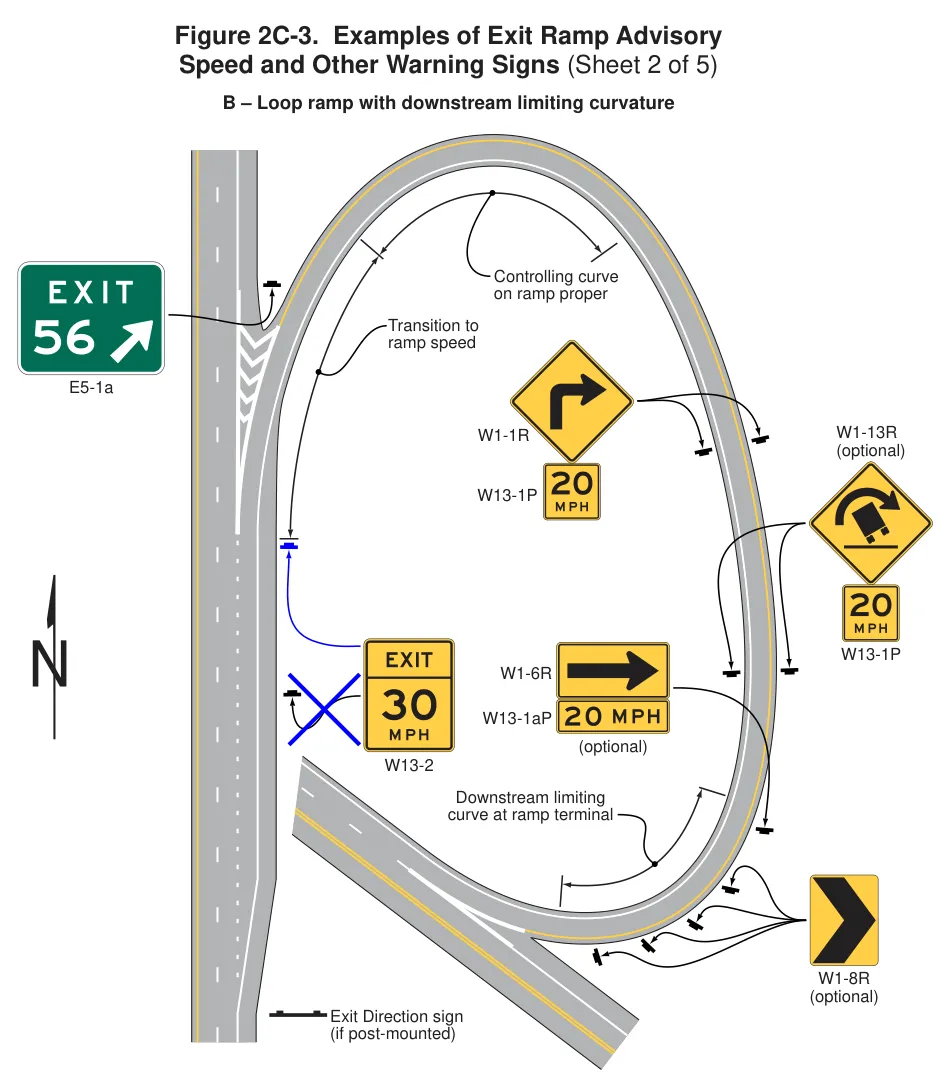 Figure 2C-3. Examples of Exit Ramp Advisory
Speed and Other Warning Signs (Sheet 2 of 5)
B – Loop ramp with downstream limiting curvature
EXIT
56
E5-1a
Controlling curve
on ramp proper
Transition to
ramp speed
W1-1R
W13-1P
20
MPH
W1-13R
(optional)
20
MPH
W13-1P
N
EXIT
30
MPH
W13-2
W1-6R
W13-1aP
20 MPH
(optional)
Downstream limiting
curve at ramp terminal
W1-8R
(optional)
Exit Direction sign
(if post-mounted)